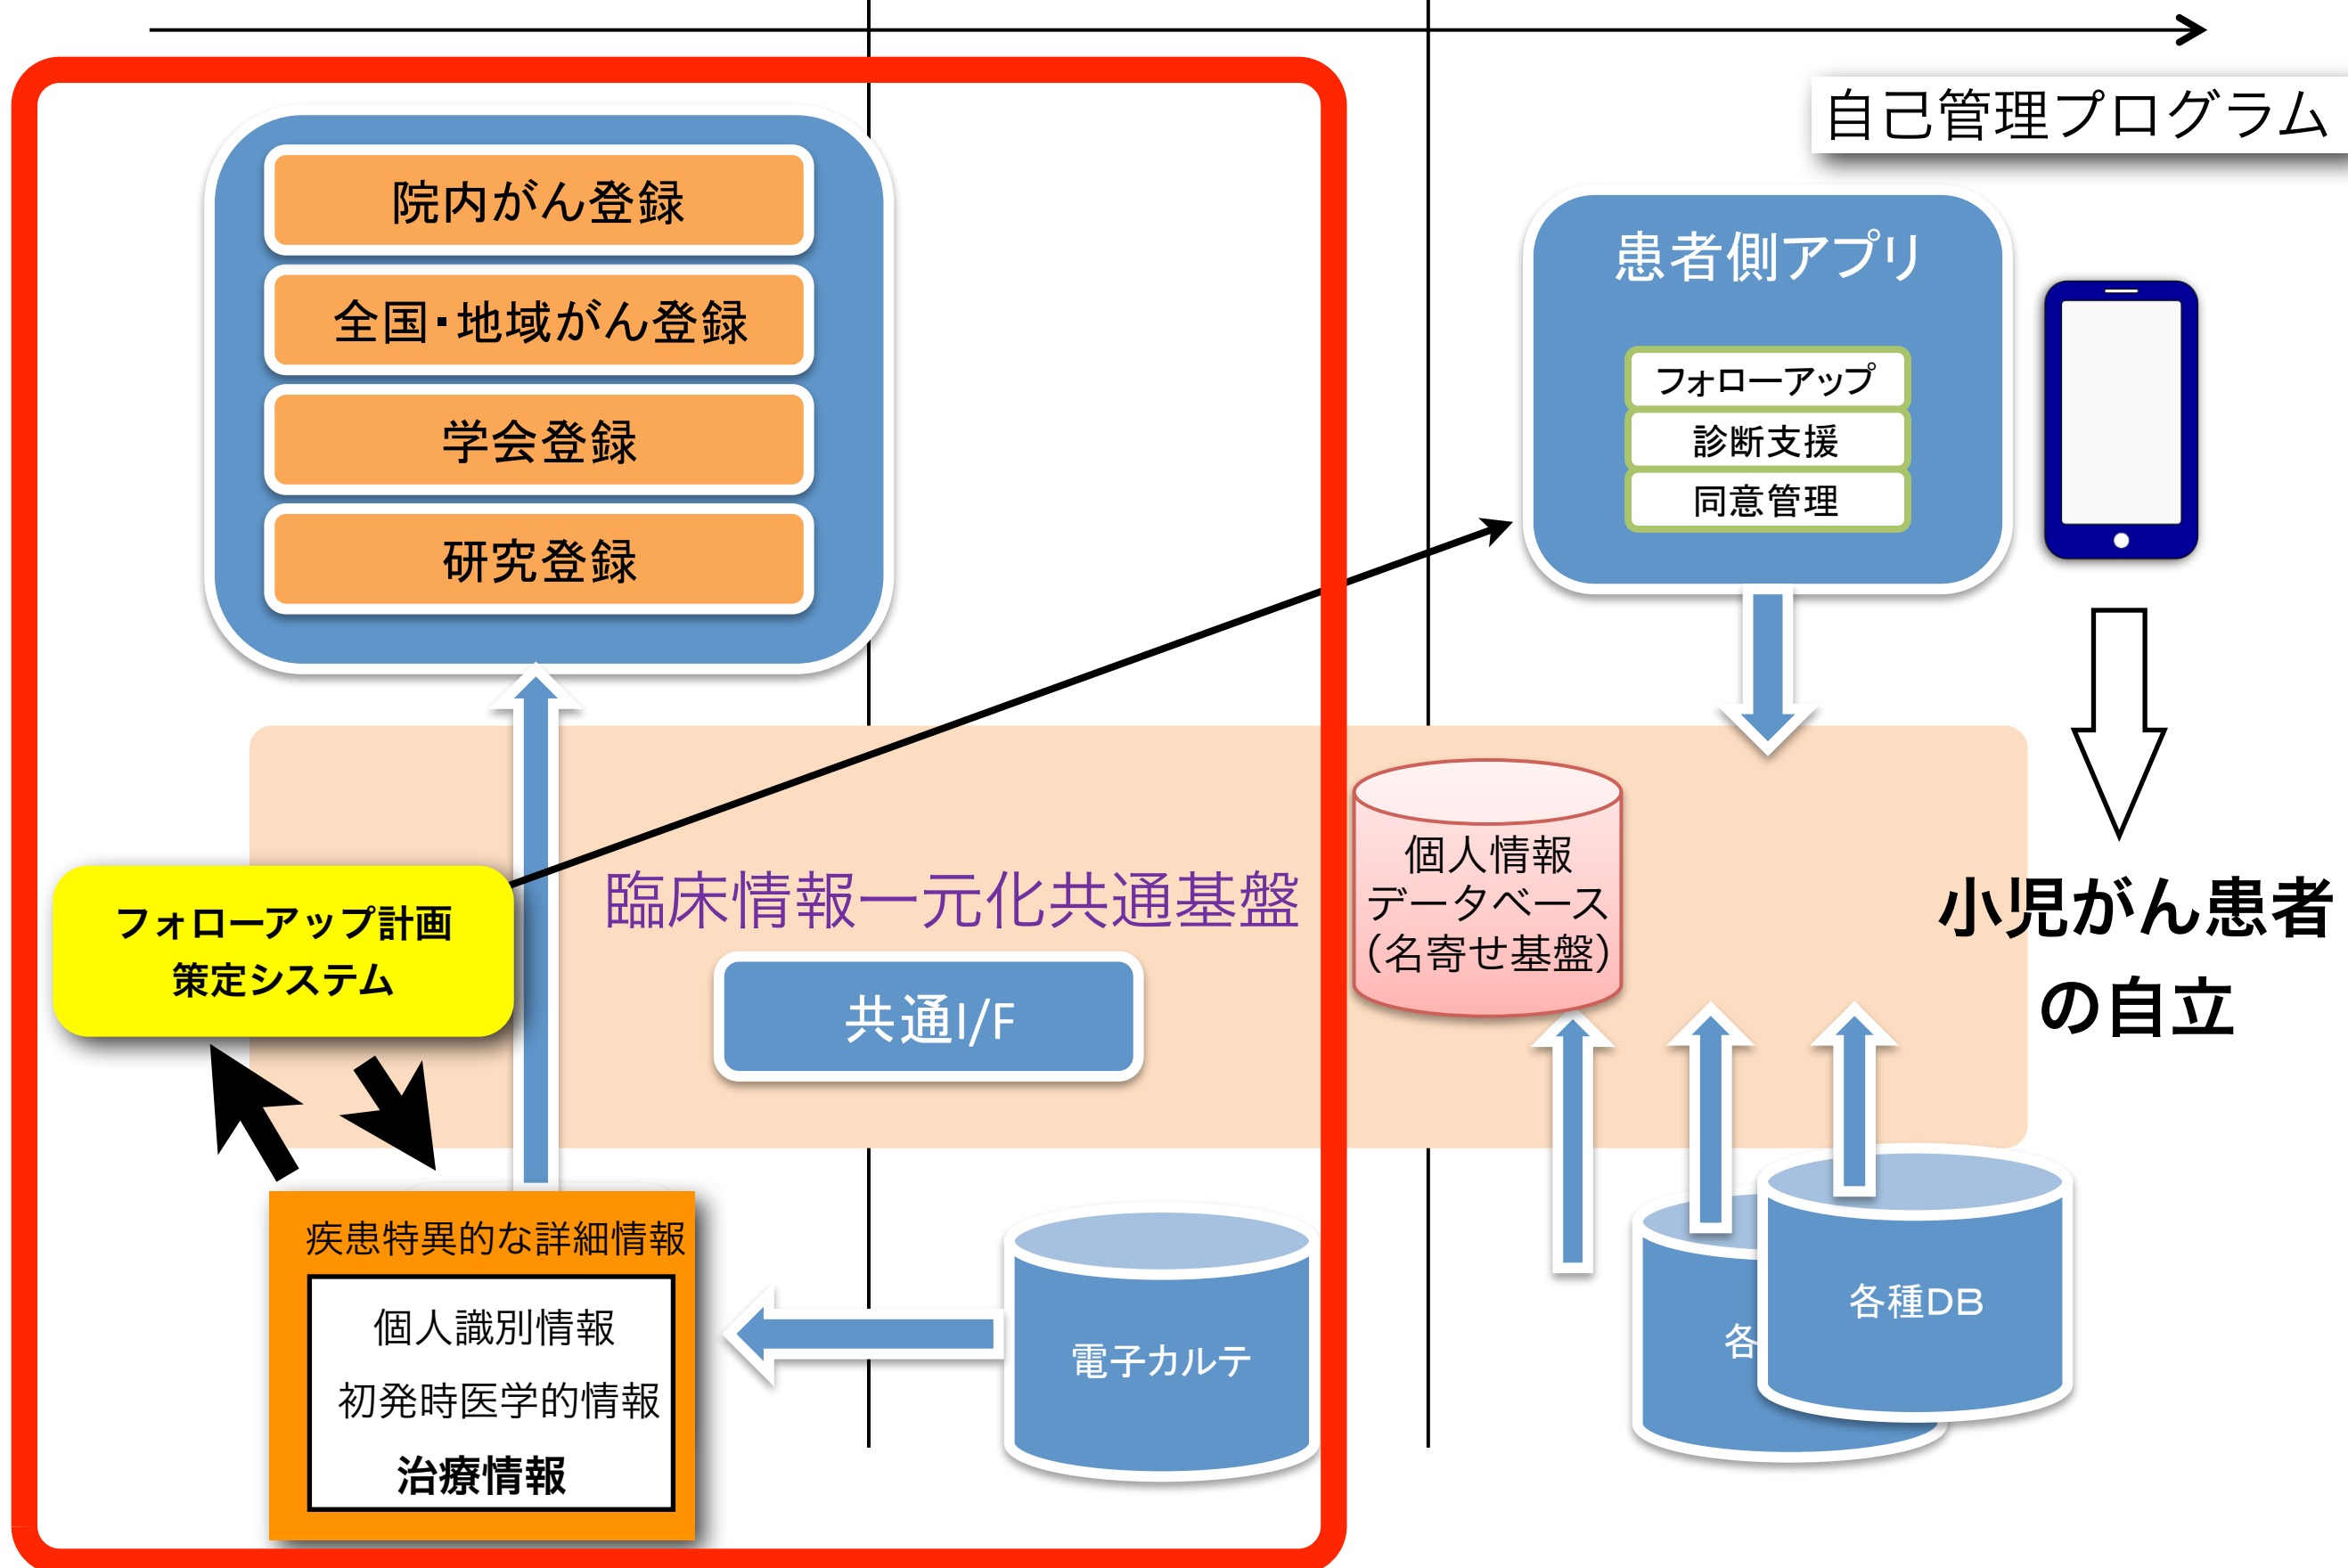 自己管理プログラム
院内がん登録
全国・地域がん登録
学会登録
研究登録
患者側アプリ
フォローアップ
診断支援
同意管理
フォローアップ計画
策定システム
臨床情報一元化共通基盤
共通I/F
個人情報
データベース
（名寄せ基盤）
小児がん患者
の自立
疾患特異的な詳細情報
個人識別情報
初発時医学的情報
治療情報
電子カルテ
各
各種DB